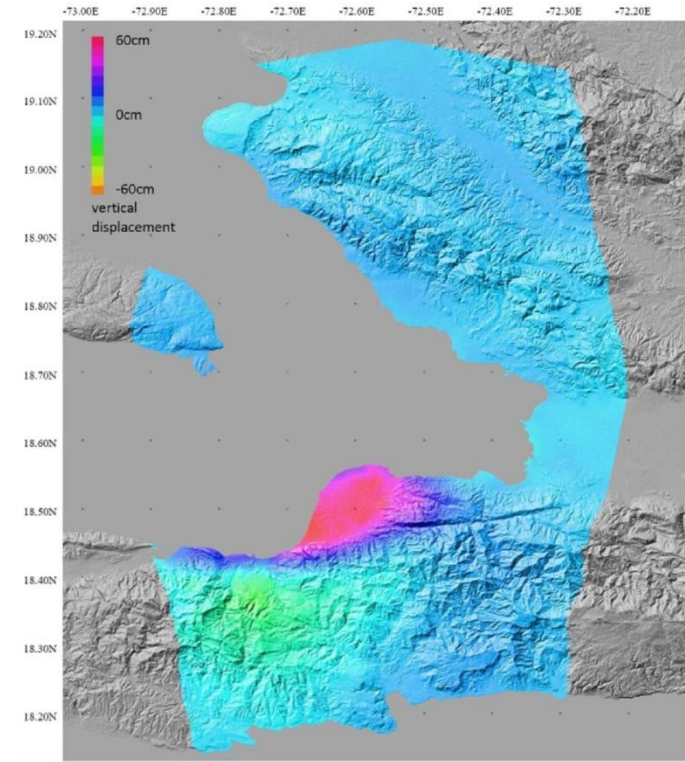 -73.00E -72.90E -72.80E -72.70E -72.60E -72.50E -72.40E -72.30E -72.20E
19.20N
60cm
19.10N
0cm
19.00N
-60cm
vertical
displacement
18.90N
18.80N
18.70N
18.60N
18.50N
18.40N
18.30N
18.20N